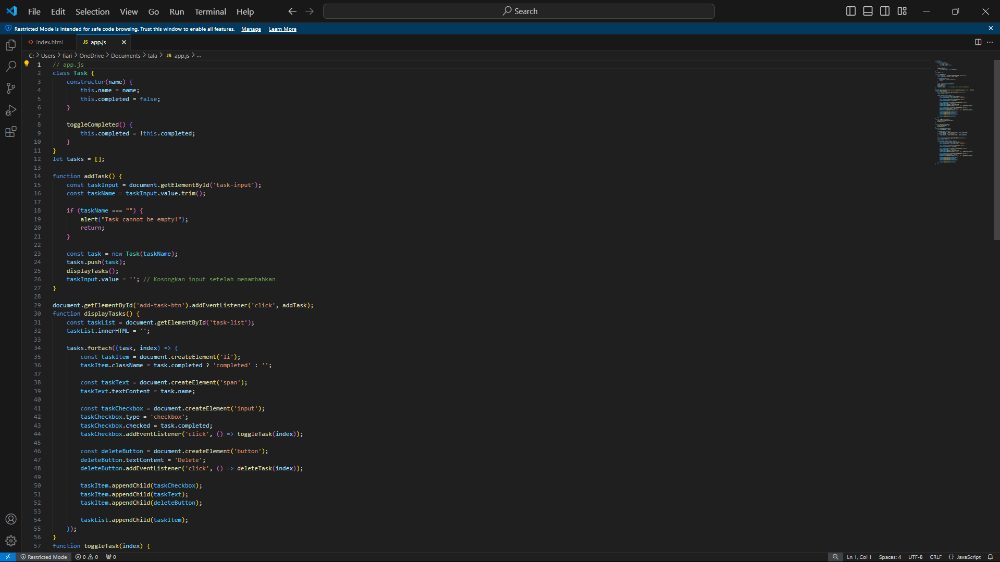 File Edit Selection View Go Run Terminal Help Search
Restricted Mode is intended for safe code browsing. Trust this window to enable all features. Manage Learn More
<> index.html JS app.js
C: > Users > fiari > OneDrive > Documents > tala > JS app.js > ...
1 // app.js
2 class Task {
3 constructor(name) {
4 this.name = name;
5 this.completed = false;
6 }
7
8 toggleCompleted() {
9 this.completed = !this.completed;
10 }
11 }
12 let tasks = [];
13
14 function addTask() {
15 const taskInput = document.getElementById('task-input');
16 const taskName = taskInput.value.trim();
17
18 if (taskName === "") {
19 alert("Task cannot be empty!");
20 return;
21 }
22
23 const task = new Task(taskName);
24 tasks.push(task);
25 displayTasks();
26 taskInput.value = ''; // Kosongkan input setelah menambahkan
27 }
28
29 document.getElementById('add-task-btn').addEventListener('click', addTask);
30 function displayTasks() {
31 const taskList = document.getElementById('task-list');
32 taskList.innerHTML = '';
33
34 tasks.forEach((task, index) => {
35 const taskItem = document.createElement('li');
36 taskItem.className = task.completed ? 'completed' : '';
37
38 const taskText = document.createElement('span');
39 taskText.textContent = task.name;
40
41 const taskCheckbox = document.createElement('input');
42 taskCheckbox.type = 'checkbox';
43 taskCheckbox.checked = task.completed;
44 taskCheckbox.addEventListener('click', () => toggleTask(index));
45
46 const deleteButton = document.createElement('button');
47 deleteButton.textContent = 'Delete';
48 deleteButton.addEventListener('click', () => deleteTask(index));
49
50 taskItem.appendChild(taskCheckbox);
51 taskItem.appendChild(taskText);
52 taskItem.appendChild(deleteButton);
53
54 taskList.appendChild(taskItem);
55 });
56 }
57 function toggleTask(index) {
Restricted Mode 0 0 0 Ln 1, Col 1 Spaces: 4 UTF-8 CRLF {} JavaScript